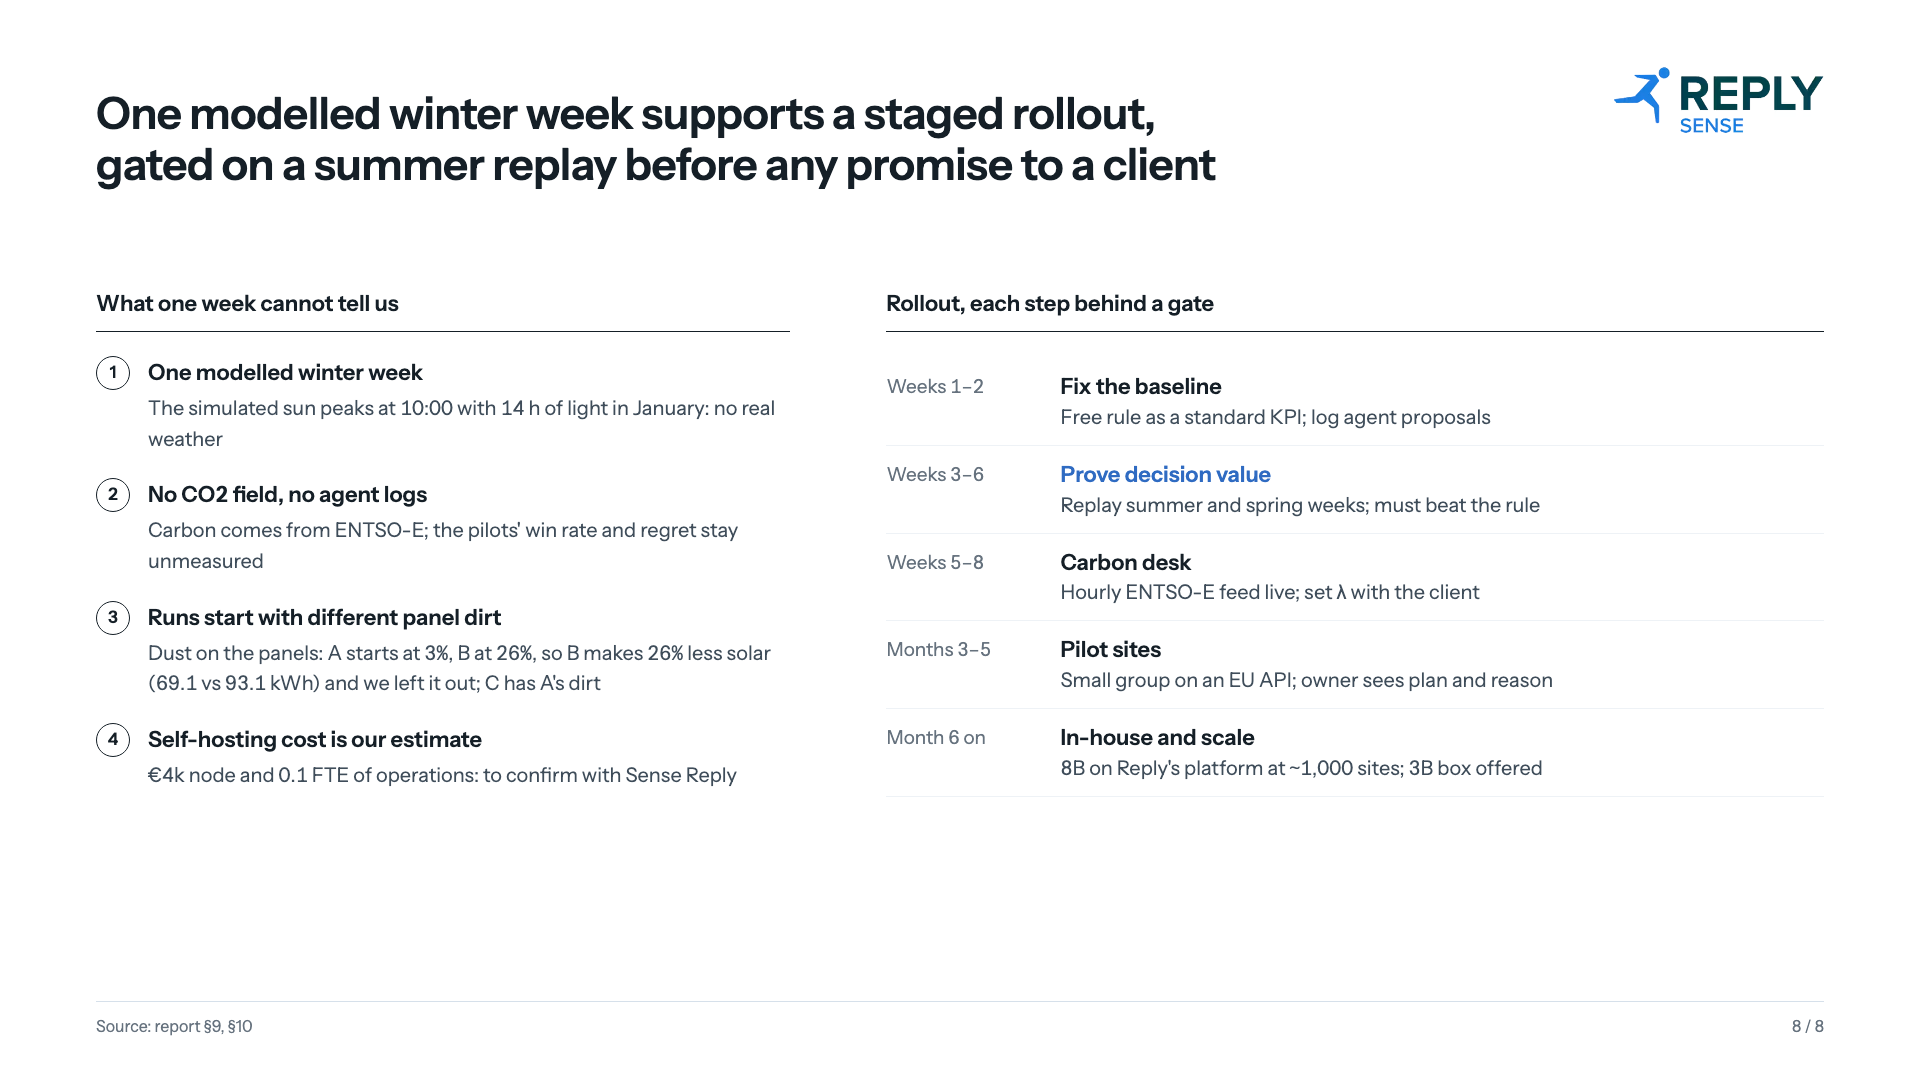 One modelled winter week supports a staged rollout,
gated on a summer replay before any promise to a client
REPLY
SENSE
What one week cannot tell us
1
One modelled winter week
The simulated sun peaks at 10:00 with 14 h of light in January: no real
weather
2
No CO2 field, no agent logs
Carbon comes from ENTSO-E; the pilots' win rate and regret stay
unmeasured
3
Runs start with different panel dirt
Dust on the panels: A starts at 3%, B at 26%, so B makes 26% less solar
(69.1 vs 93.1 kWh) and we left it out; C has A's dirt
4
Self-hosting cost is our estimate
€4k node and 0.1 FTE of operations: to confirm with Sense Reply
Rollout, each step behind a gate
Weeks 1–2
Fix the baseline
Free rule as a standard KPI; log agent proposals
Weeks 3–6
Prove decision value
Replay summer and spring weeks; must beat the rule
Weeks 5–8
Carbon desk
Hourly ENTSO-E feed live; set λ with the client
Months 3–5
Pilot sites
Small group on an EU API; owner sees plan and reason
Month 6 on
In-house and scale
8B on Reply's platform at ~1,000 sites; 3B box offered
Source: report §9, §10
8 / 8